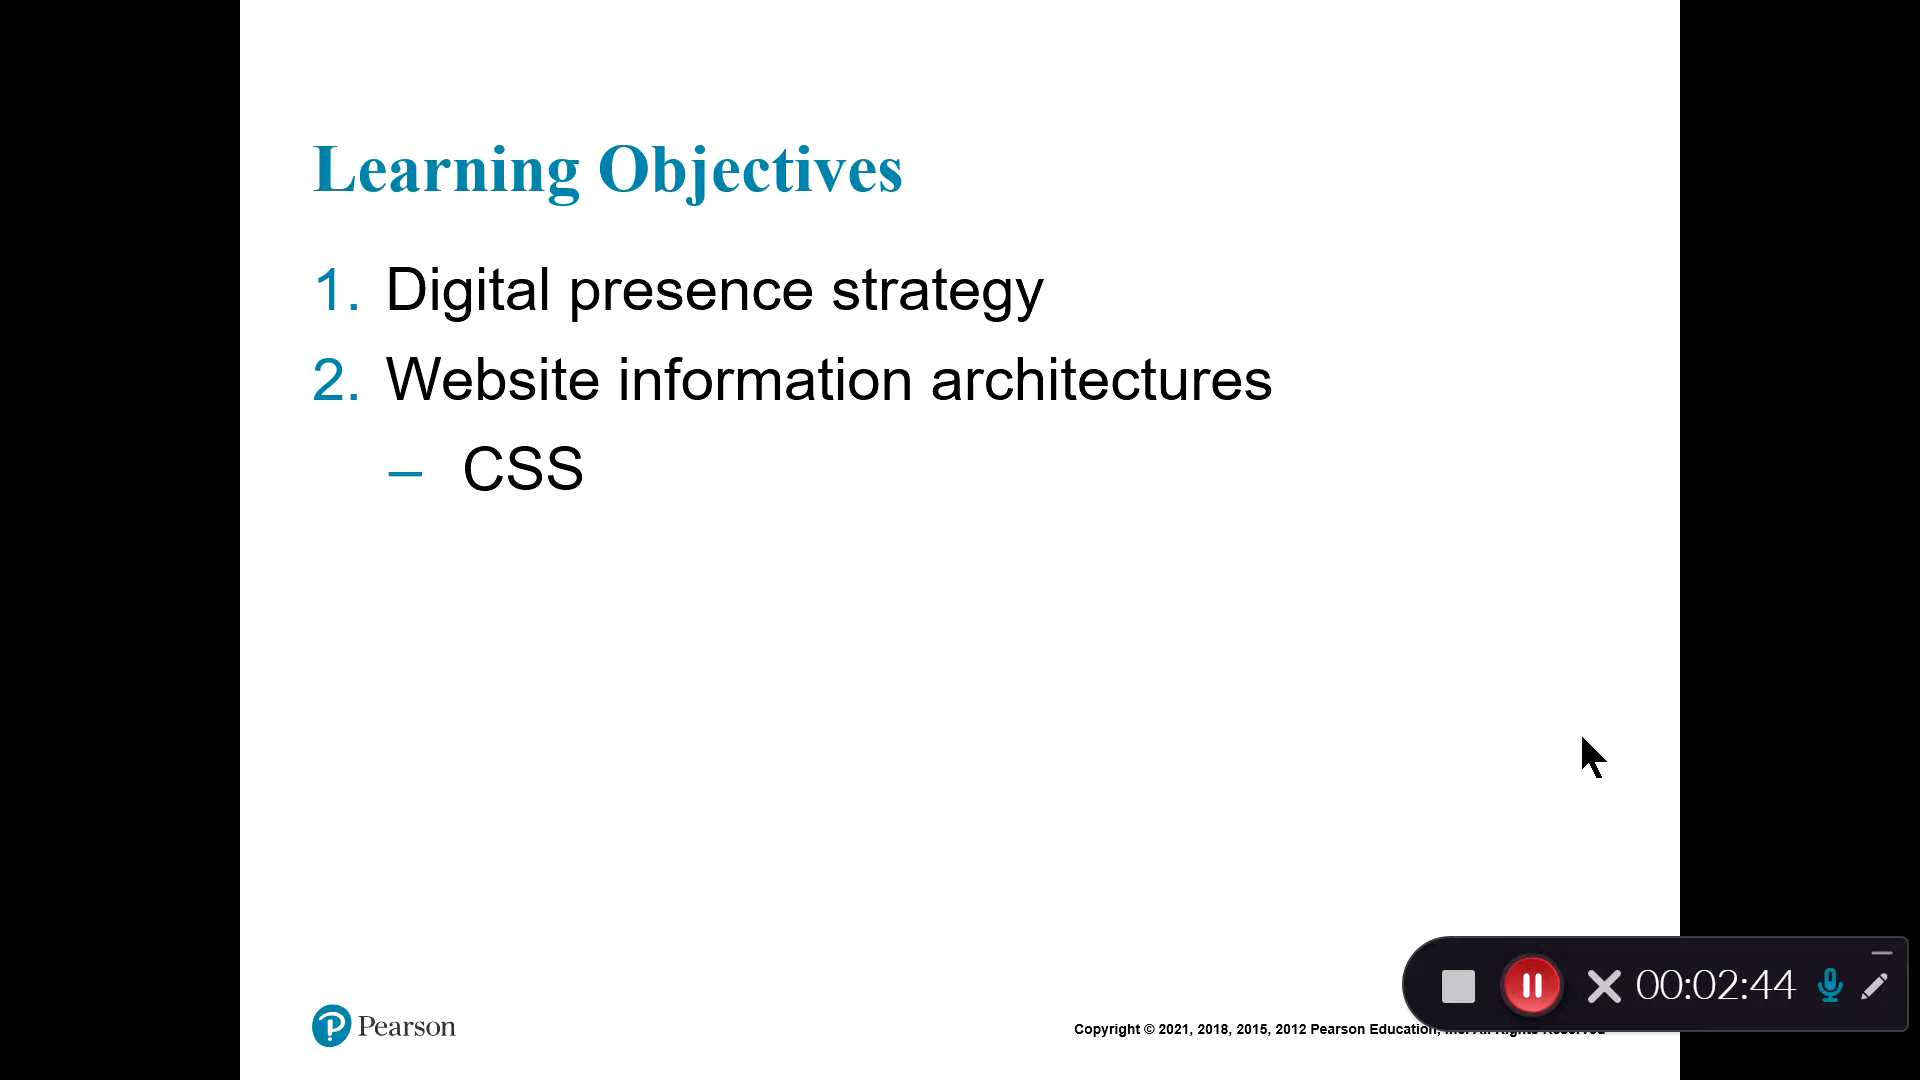 Learning Objectives
1. Digital presence strategy
2. Website information architectures
– CSS
00:02:44
Pearson
Copyright © 2021, 2018, 2015, 2012 Pearson Education,